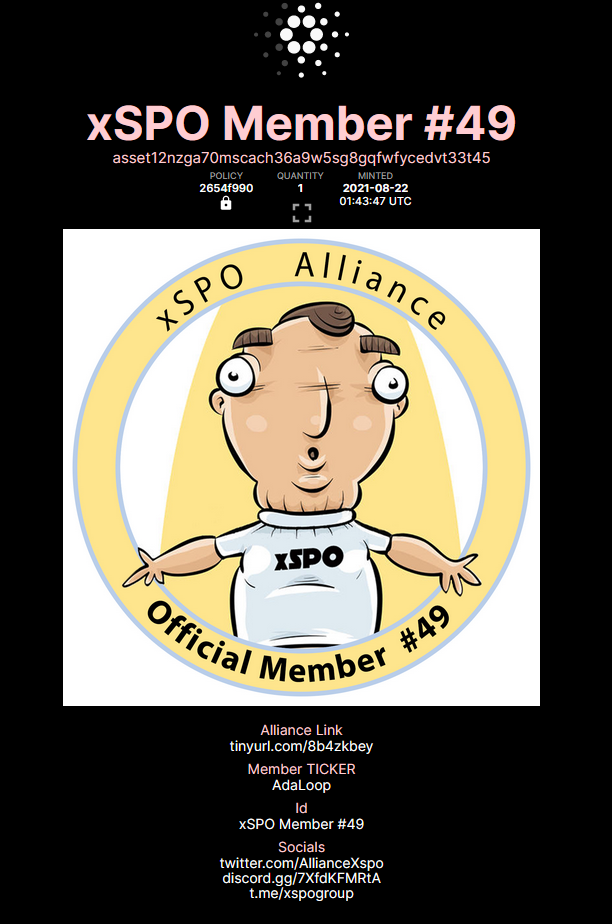 xSPO Member #49
asset12nzga70mscach36a9w5sg8gqfwfycedvt33t45
POLICY
2654f990
QUANTITY
1
MINTED
2021-08-22
01:43:47 UTC
xSPO Alliance
xSPO
Official Member #49
Alliance Link
tinyurl.com/8b4zkbey
Member TICKER
AdaLoop
Id
xSPO Member #49
Socials
twitter.com/AllianceXspo
discord.gg/7XfdKFMRtA
t.me/xspogroup